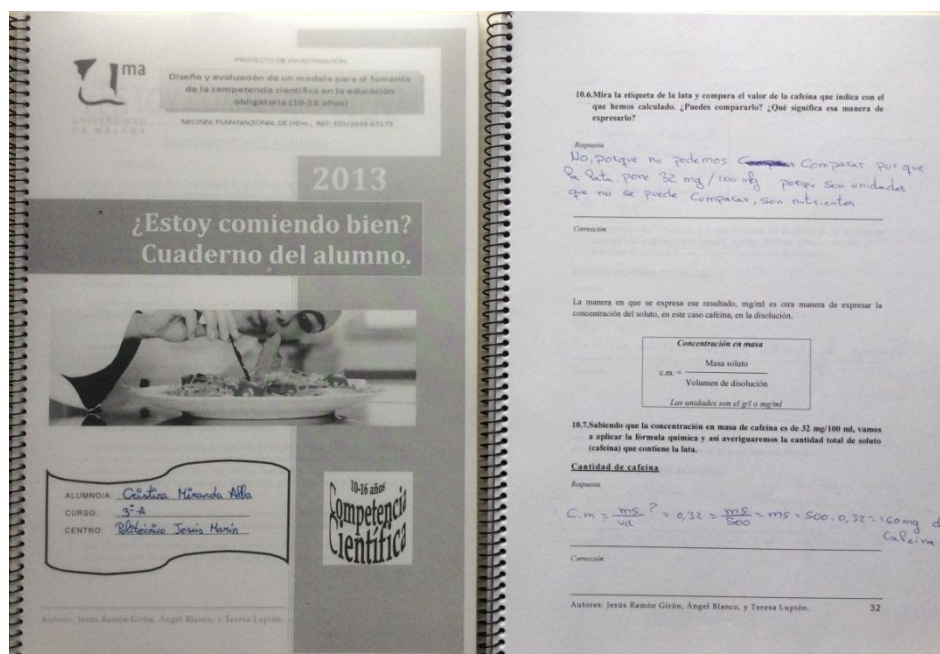 uma
UNIVERSIDAD
DE MÁLAGA
PROYECTO DE INVESTIGACIÓN
Diseño y evaluación de un modelo para el fomento
de la competencia científica en la educación
obligatoria (10-16 años)
MICINN, PLAN NACIONAL DE I+D+i, REF: EDU2009-07173
2013
¿Estoy comiendo bien?
Cuaderno del alumno.
ALUMNO/A: Cristina Miranda
CURSO: 3º-A
CENTRO: Politécnico Jesús Marín
10-16 años
Competencia
Científica
Autores: Jesús Ramón Girón, Ángel Blanco, y Teresa Lupión.
10.6.Mira la etiqueta de la lata y compara el valor de la cafeína que indica con el
que hemos calculado. ¿Puedes compararlo? ¿Qué significa esa manera de
expresarlo?
Respuesta
No, porque no podemos Comparar por que
la lata pone 32 mg/100 porque son unidades
que no se puede Comparar, son nutrientes
Corrección
La manera en que se expresa ese resultado, mg/ml es otra manera de expresar la
concentración del soluto, en este caso cafeína, en la disolución.
Concentración en masa
Masa soluto
c.m. =
Volumen de disolución
Las unidades son el g/l o mg/ml
10.7.Sabiendo que la concentración en masa de cafeína es de 32 mg/100 ml, vamos
a aplicar la fórmula química y así averiguaremos la cantidad total de soluto
(cafeína) que contiene la lata.
Cantidad de cafeína
Respuesta
C.m = ms?/vd = 0,32 = ms/500 = ms = 500 · 0,32 = 160 mg d
Cafeína
Corrección
Autores: Jesús Ramón Girón, Ángel Blanco, y Teresa Lupión. 32